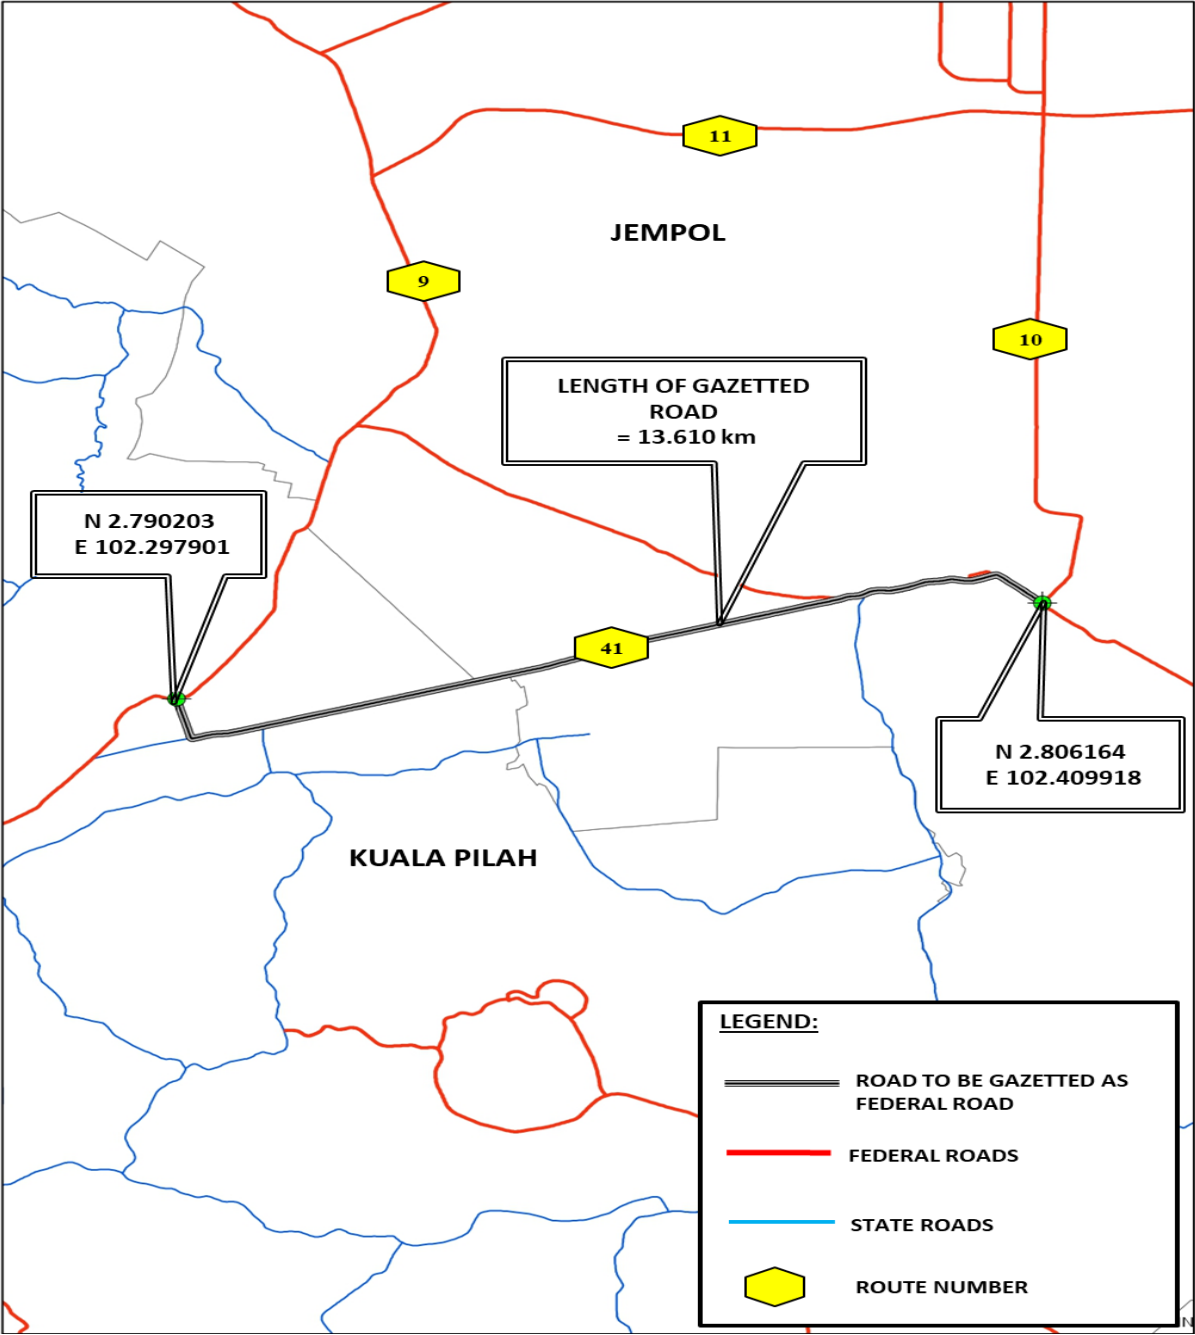 11
JEMPOL
9
10
LENGTH OF GAZETTED
ROAD
= 13.610 km
N 2.790203
E 102.297901
41
N 2.806164
E 102.409918
KUALA PILAH
LEGEND:
ROAD TO BE GAZETTED AS
FEDERAL ROAD
FEDERAL ROADS
STATE ROADS
ROUTE NUMBER
N